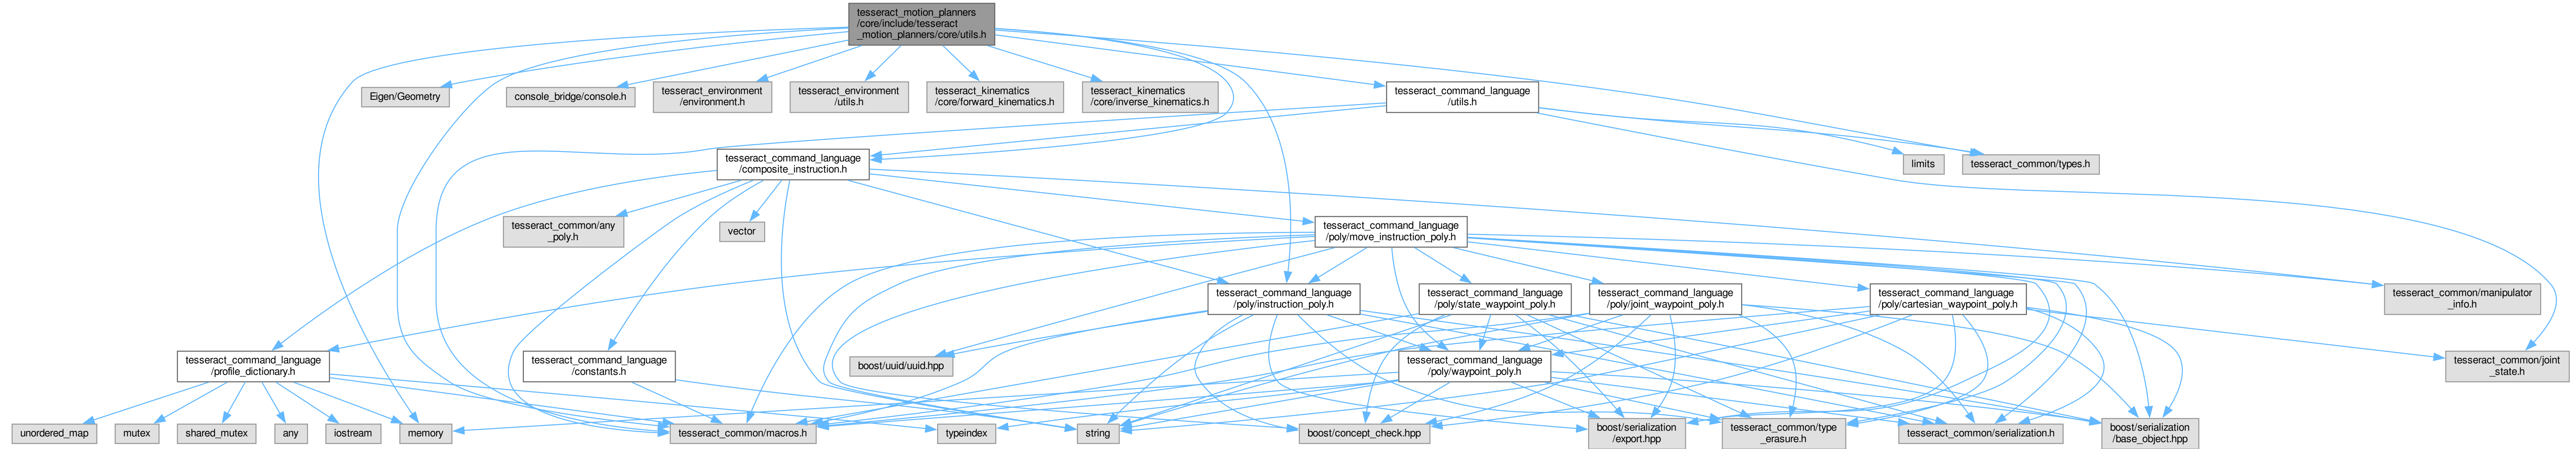 tesseract_motion_planners
/core/include/tesseract
_motion_planners/core/utils.h
Eigen/Geometry
console_bridge/console.h
tesseract_environment
/environment.h
tesseract_environment
/utils.h
tesseract_kinematics
/core/forward_kinematics.h
tesseract_kinematics
/core/inverse_kinematics.h
tesseract_command_language
/utils.h
tesseract_command_language
/composite_instruction.h
limits
tesseract_common/types.h
tesseract_common/any
_poly.h
vector
tesseract_command_language
/poly/move_instruction_poly.h
tesseract_command_language
/poly/instruction_poly.h
tesseract_command_language
/poly/state_waypoint_poly.h
tesseract_command_language
/poly/joint_waypoint_poly.h
tesseract_command_language
/poly/cartesian_waypoint_poly.h
tesseract_common/manipulator
_info.h
tesseract_command_language
/profile_dictionary.h
tesseract_command_language
/constants.h
boost/uuid/uuid.hpp
tesseract_command_language
/poly/waypoint_poly.h
tesseract_common/joint
_state.h
unordered_map
mutex
shared_mutex
any
iostream
memory
tesseract_common/macros.h
typeindex
string
boost/concept_check.hpp
boost/serialization
/export.hpp
tesseract_common/type
_erasure.h
tesseract_common/serialization.h
boost/serialization
/base_object.hpp